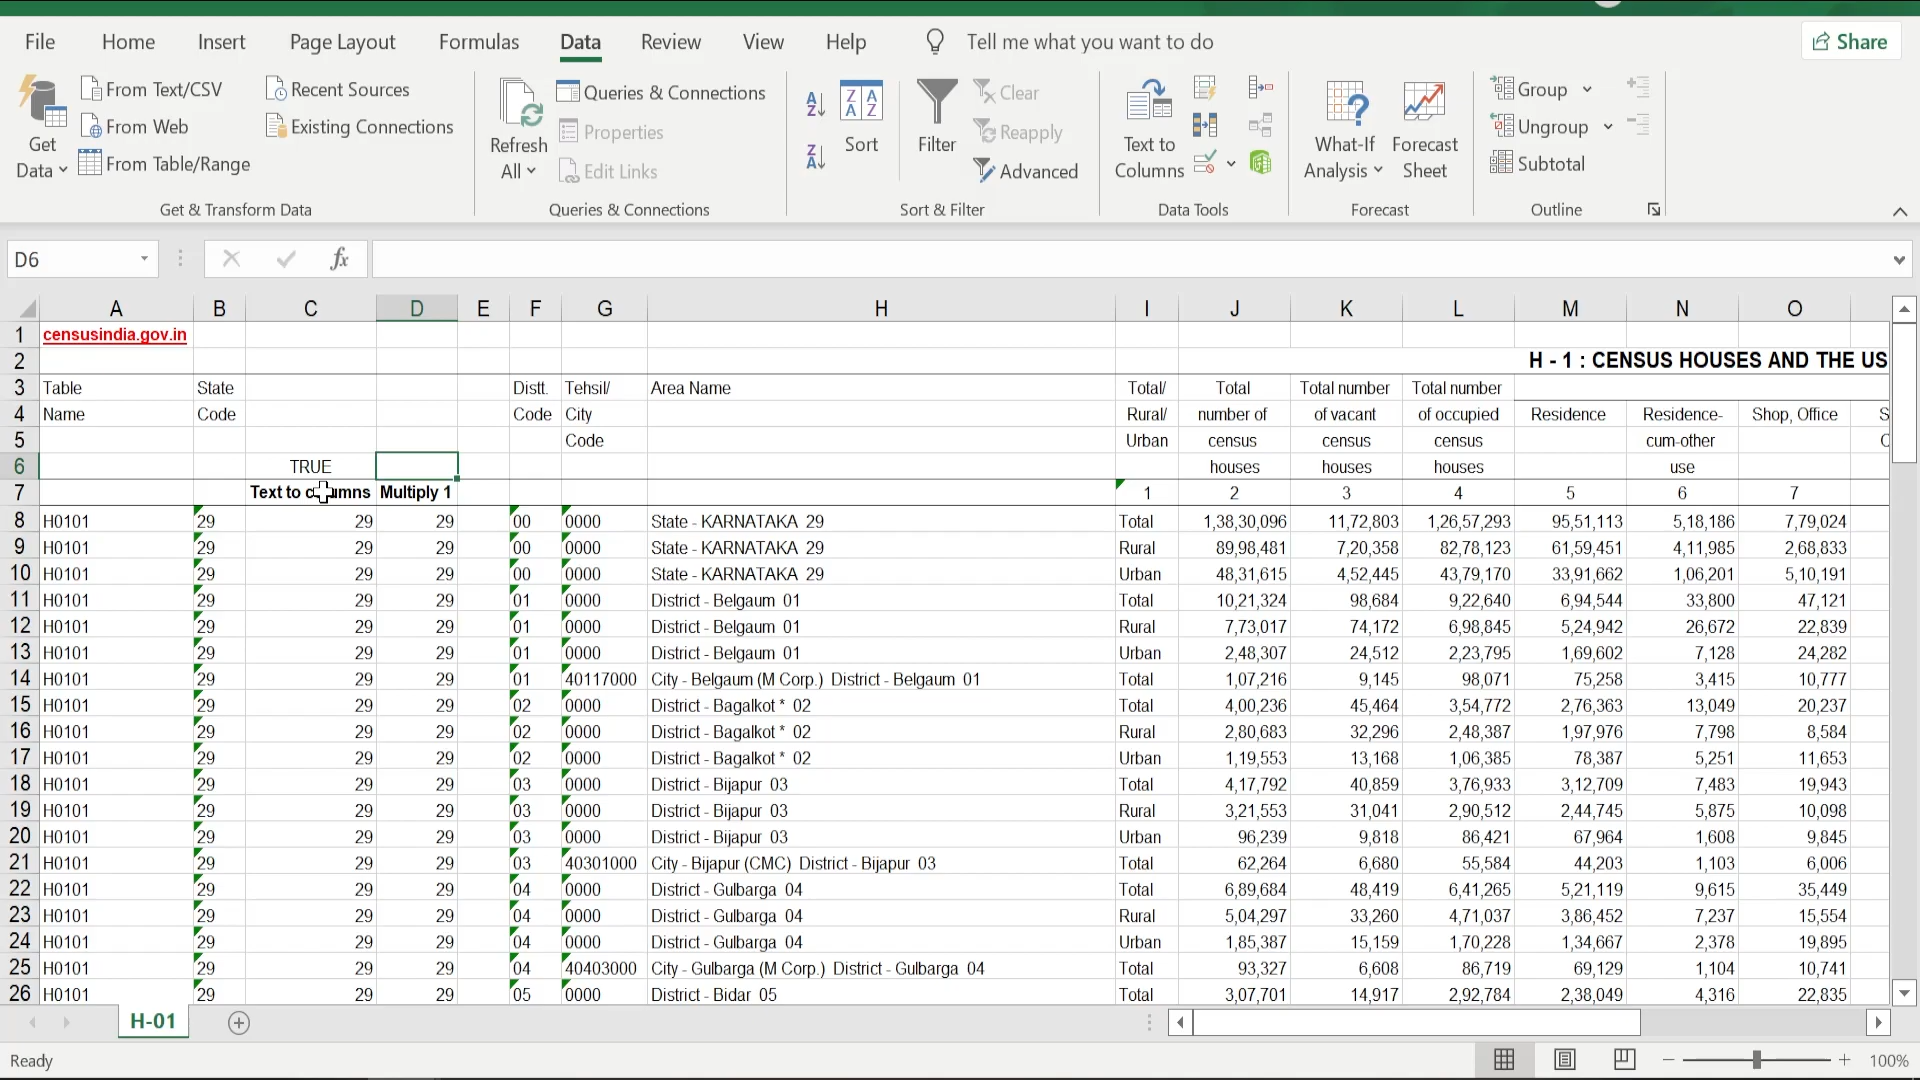 File Home Insert Page Layout Formulas Data Review View Help Tell me what you want to do Share
Get Data From Text/CSV From Web From Table/Range Recent Sources Existing Connections
Get & Transform Data
Refresh All Queries & Connections Properties Edit Links
Queries & Connections
Sort Filter Clear Reapply Advanced
Sort & Filter
Text to Columns
Data Tools
What-If Analysis Forecast Sheet
Forecast
Group Ungroup Subtotal
Outline
D6 fx
A B C D E F G H I J K L M N O
1 censusindia.gov.in
2 H - 1 : CENSUS HOUSES AND THE US
3 Table State Distt. Tehsil/ Area Name Total/ Total Total number Total number
4 Name Code Code City Rural/ number of of vacant of occupied Residence Residence- Shop, Office S
5 Code Urban census census census cum-other
6 TRUE houses houses houses use
7 Text to columns Multiply 1 1 2 3 4 5 6 7
8 H0101 29 29 29 00 0000 State - KARNATAKA 29 Total 1,38,30,096 11,72,803 1,26,57,293 95,51,113 5,18,186 7,79,024
9 H0101 29 29 29 00 0000 State - KARNATAKA 29 Rural 89,98,481 7,20,358 82,78,123 61,59,451 4,11,985 2,68,833
10 H0101 29 29 29 00 0000 State - KARNATAKA 29 Urban 48,31,615 4,52,445 43,79,170 33,91,662 1,06,201 5,10,191
11 H0101 29 29 29 01 0000 District - Belgaum 01 Total 10,21,324 98,684 9,22,640 6,94,544 33,800 47,121
12 H0101 29 29 29 01 0000 District - Belgaum 01 Rural 7,73,017 74,172 6,98,845 5,24,942 26,672 22,839
13 H0101 29 29 29 01 0000 District - Belgaum 01 Urban 2,48,307 24,512 2,23,795 1,69,602 7,128 24,282
14 H0101 29 29 29 01 40117000 City - Belgaum (M Corp.) District - Belgaum 01 Total 1,07,216 9,145 98,071 75,258 3,415 10,777
15 H0101 29 29 29 02 0000 District - Bagalkot * 02 Total 4,00,236 45,464 3,54,772 2,76,363 13,049 20,237
16 H0101 29 29 29 02 0000 District - Bagalkot * 02 Rural 2,80,683 32,296 2,48,387 1,97,976 7,798 8,584
17 H0101 29 29 29 02 0000 District - Bagalkot * 02 Urban 1,19,553 13,168 1,06,385 78,387 5,251 11,653
18 H0101 29 29 29 03 0000 District - Bijapur 03 Total 4,17,792 40,859 3,76,933 3,12,709 7,483 19,943
19 H0101 29 29 29 03 0000 District - Bijapur 03 Rural 3,21,553 31,041 2,90,512 2,44,745 5,875 10,098
20 H0101 29 29 29 03 0000 District - Bijapur 03 Urban 96,239 9,818 86,421 67,964 1,608 9,845
21 H0101 29 29 29 03 40301000 City - Bijapur (CMC) District - Bijapur 03 Total 62,264 6,680 55,584 44,203 1,103 6,006
22 H0101 29 29 29 04 0000 District - Gulbarga 04 Total 6,89,684 48,419 6,41,265 5,21,119 9,615 35,449
23 H0101 29 29 29 04 0000 District - Gulbarga 04 Rural 5,04,297 33,260 4,71,037 3,86,452 7,237 15,554
24 H0101 29 29 29 04 0000 District - Gulbarga 04 Urban 1,85,387 15,159 1,70,228 1,34,667 2,378 19,895
25 H0101 29 29 29 04 40403000 City - Gulbarga (M Corp.) District - Gulbarga 04 Total 93,327 6,608 86,719 69,129 1,104 10,741
26 H0101 29 29 29 05 0000 District - Bidar 05 Total 3,07,701 14,917 2,92,784 2,38,049 4,316 22,835
H-01
Ready 100%